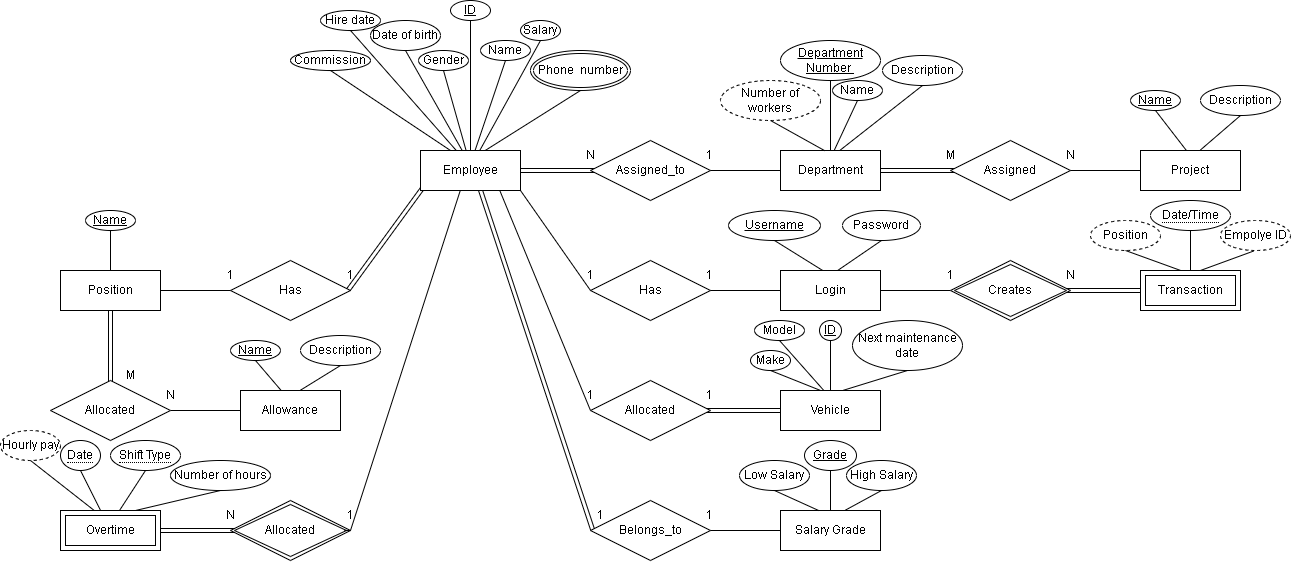 ID
Hire date
Date of birth
Salary
Commission
Gender
Name
Phone  number
Department
Number
Description
Number of
workers
Name
Name
Description
Employee
N
Assigned_to
1
Department
M
Assigned
N
Project
Name
Username
Password
Date/Time
Position
Empolye ID
Position
1
Has
1
1
Has
1
Login
1
Creates
N
Transaction
Name
Description
Model
ID
Next maintenance
date
Make
M
Allocated
N
Allowance
1
Allocated
1
Vehicle
Hourly pay
Date
Shift Type
Number of hours
Grade
Low Salary
High Salary
Overtime
N
Allocated
1
1
Belongs_to
1
Salary Grade